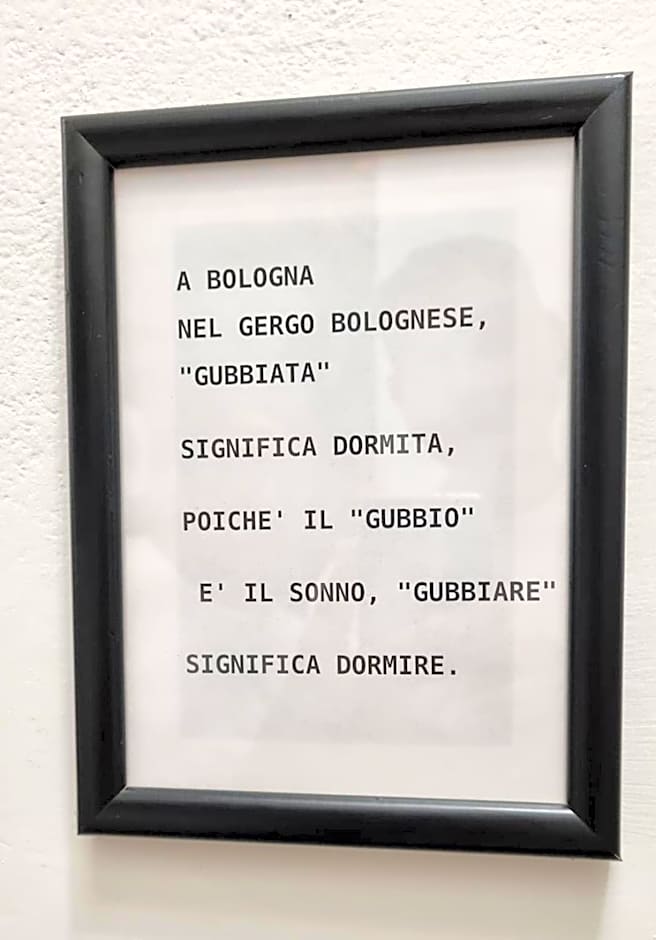 A BOLOGNA
NEL GERGO BOLOGNESE,
"GUBBIATA"
SIGNIFICA DORMITA,
POICHE' IL "GUBBIO"
E' IL SONNO, "GUBBIARE"
SIGNIFICA DORMIRE.